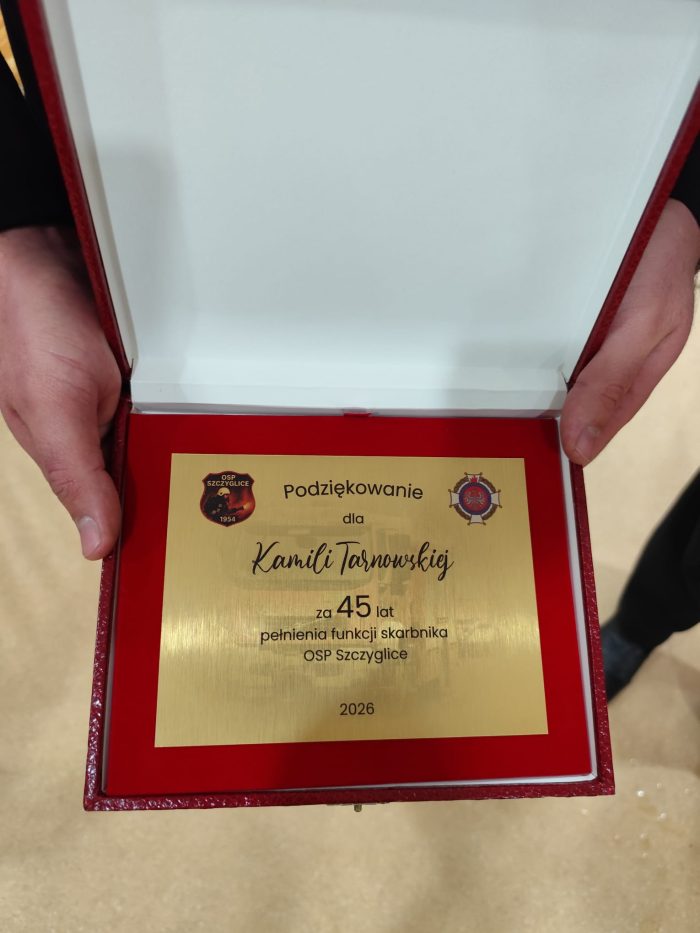 OSP
SZCZYGLICE
1954
Podziękowanie
dla
Kamili Tarnowskiej
za 45 lat
pełnienia funkcji skarbnika
OSP Szczyglice
2026